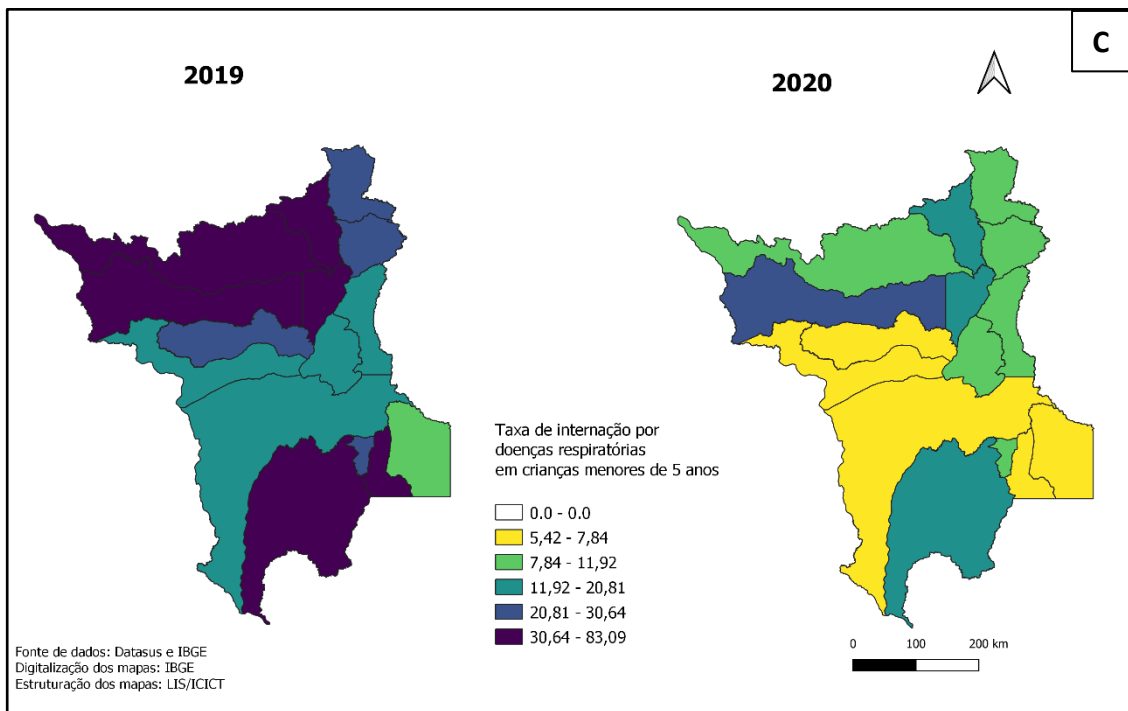 C
2019
2020
Taxa de internação por
doenças respiratórias
em crianças menores de 5 anos
0.0 - 0.0
5,42 - 7,84
7,84 - 11,92
11,92 - 20,81
20,81 - 30,64
30,64 - 83,09
0 100 200 km
Fonte de dados: Datasus e IBGE
Digitalização dos mapas: IBGE
Estruturação dos mapas: LIS/ICICT